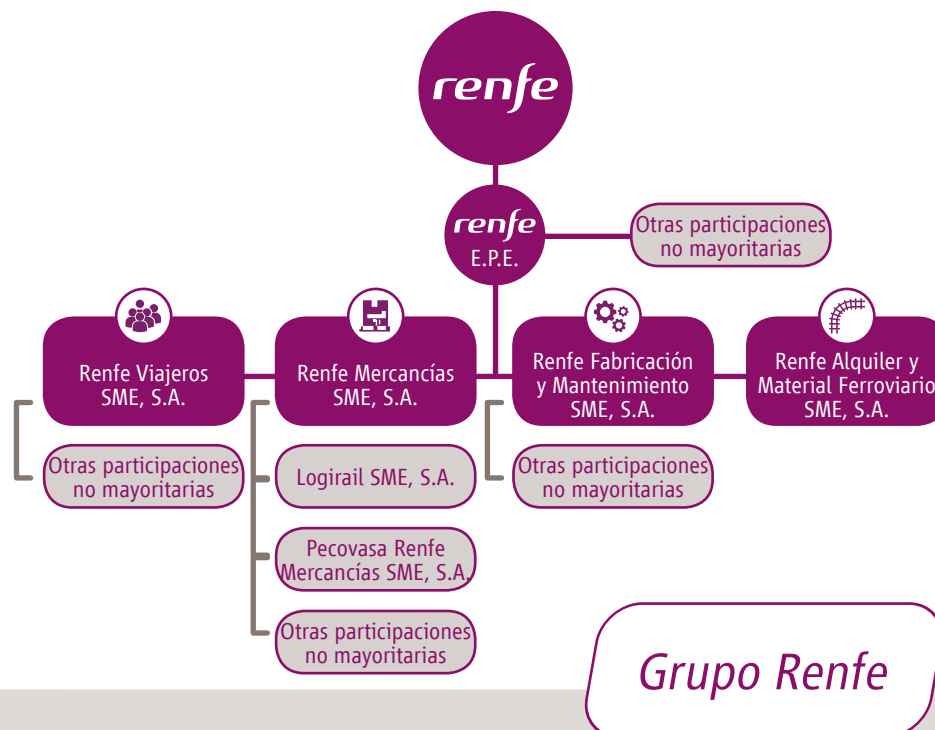 renfe
renfe
E.P.E.
Otras participaciones
no mayoritarias
Renfe Viajeros
SME, S.A.
Renfe Mercancías
SME, S.A.
Renfe Fabricación
y Mantenimiento
SME, S.A.
Renfe Alquiler y
Material Ferroviario
SME, S.A.
Otras participaciones
no mayoritarias
Logirail SME, S.A.
Pecovasa Renfe
Mercancías SME, S.A.
Otras participaciones
no mayoritarias
Otras participaciones
no mayoritarias
Grupo Renfe